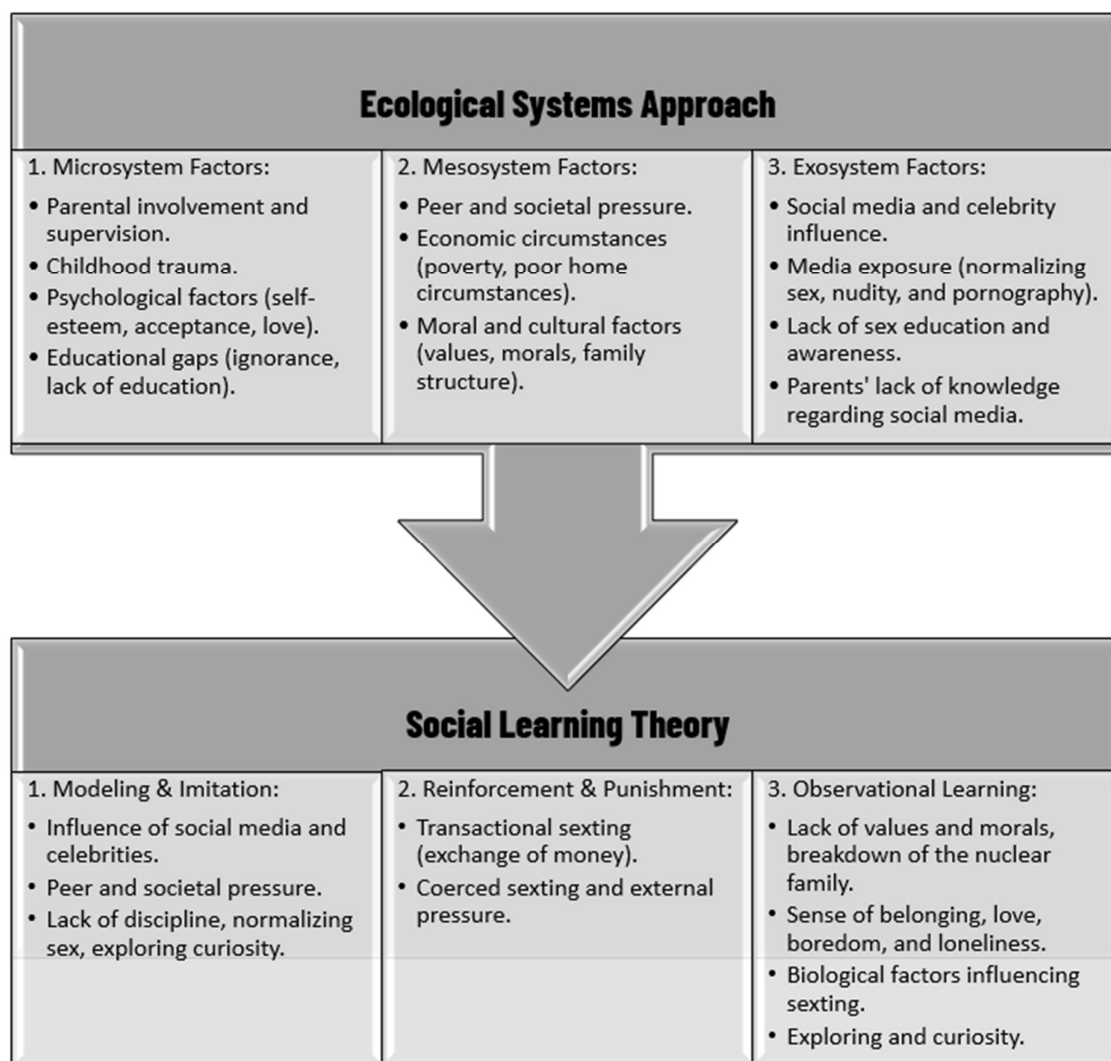 Ecological Systems Approach
1. Microsystem Factors:
• Parental involvement and
supervision.
• Childhood trauma.
• Psychological factors (self-
esteem, acceptance, love).
• Educational gaps (ignorance,
lack of education).
2. Mesosystem Factors:
• Peer and societal pressure.
• Economic circumstances
(poverty, poor home
circumstances).
• Moral and cultural factors
(values, morals, family
structure).
3. Exosystem Factors:
• Social media and celebrity
influence.
• Media exposure (normalizing
sex, nudity, and pornography).
• Lack of sex education and
awareness.
• Parents' lack of knowledge
regarding social media.
Social Learning Theory
1. Modeling & Imitation:
• Influence of social media and
celebrities.
• Peer and societal pressure.
• Lack of discipline, normalizing
sex, exploring curiosity.
2. Reinforcement & Punishment:
• Transactional sexting
(exchange of money).
• Coerced sexting and external
pressure.
3. Observational Learning:
• Lack of values and morals,
breakdown of the nuclear
family.
• Sense of belonging, love,
boredom, and loneliness.
• Biological factors influencing
sexting.
• Exploring and curiosity.